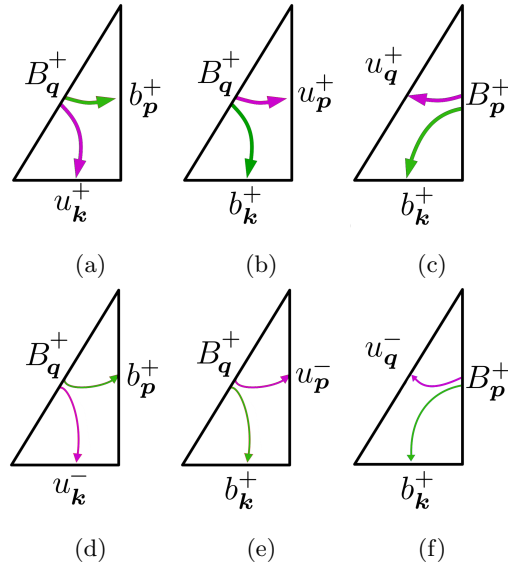 B_q^+ b_p^+ B_q^+ u_p^+ u_q^+ B_p^+
u_k^+ b_k^+ b_k^+
(a) (b) (c)
B_q^+ b_p^+ B_q^+ u_p^- u_q^- B_p^+
u_k^- b_k^+ b_k^+
(d) (e) (f)